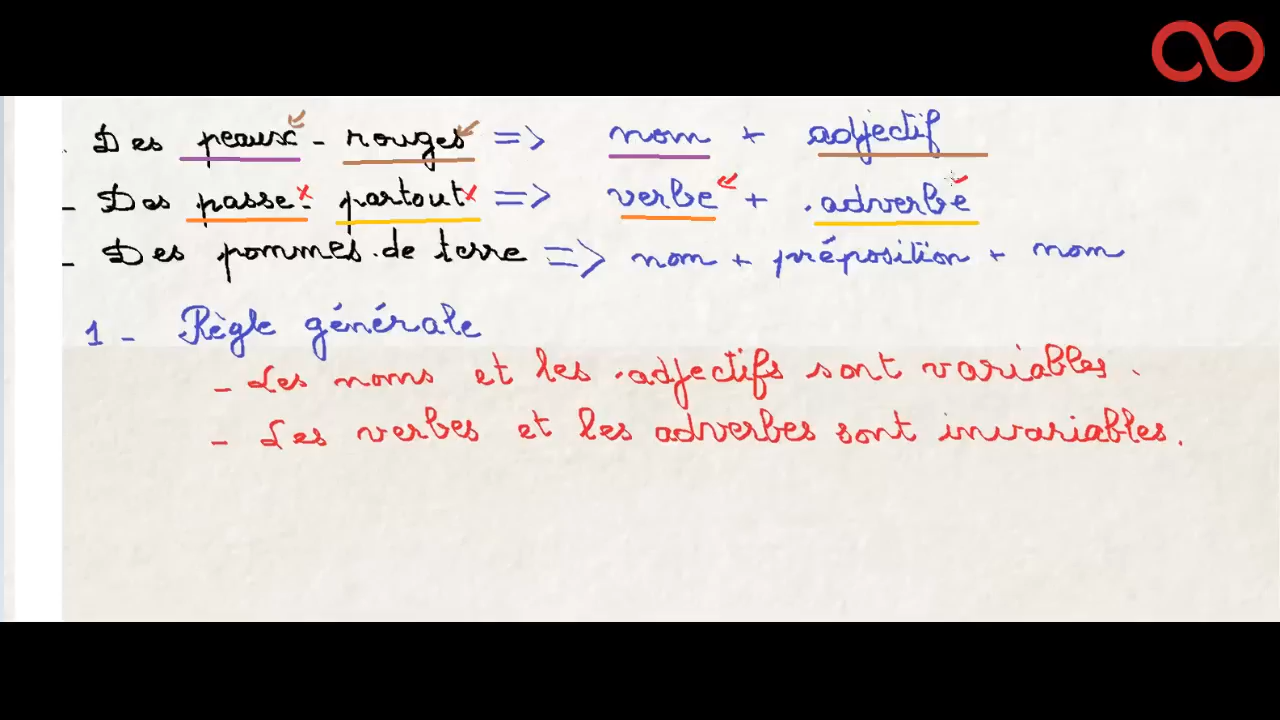 . Des peaux - rouges => nom + adjectif
- Des passe - partout => verbe + .adverbe
- Des pommes.de terre => nom + préposition + nom
1 - Règle générale
- Les noms et les .adjectifs sont variables .
- Les verbes et les adverbes sont invariables.